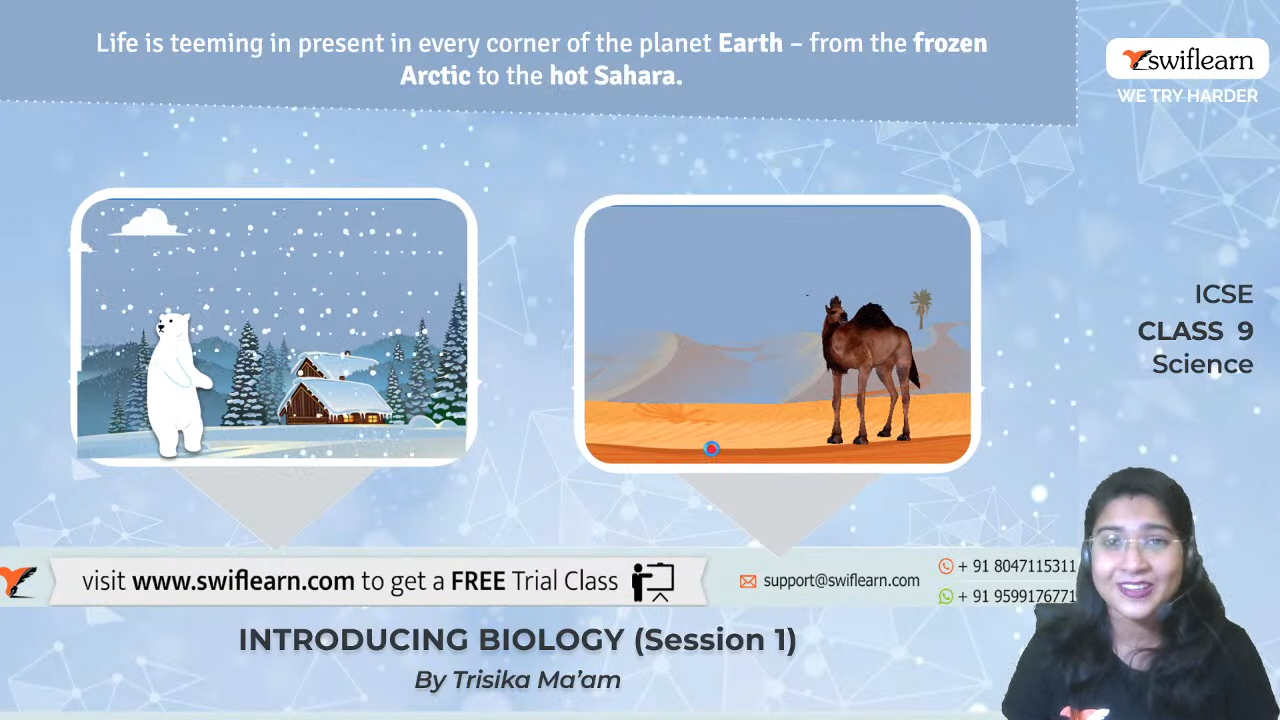 Life is teeming in present in every corner of the planet Earth – from the frozen
Arctic to the hot Sahara.
swiflearn
WE TRY HARDER
ICSE
CLASS 9
Science
visit www.swiflearn.com to get a FREE Trial Class
support@swiflearn.com
+ 91 8047115311
+ 91 9599176771
INTRODUCING BIOLOGY (Session 1)
By Trisika Ma’am